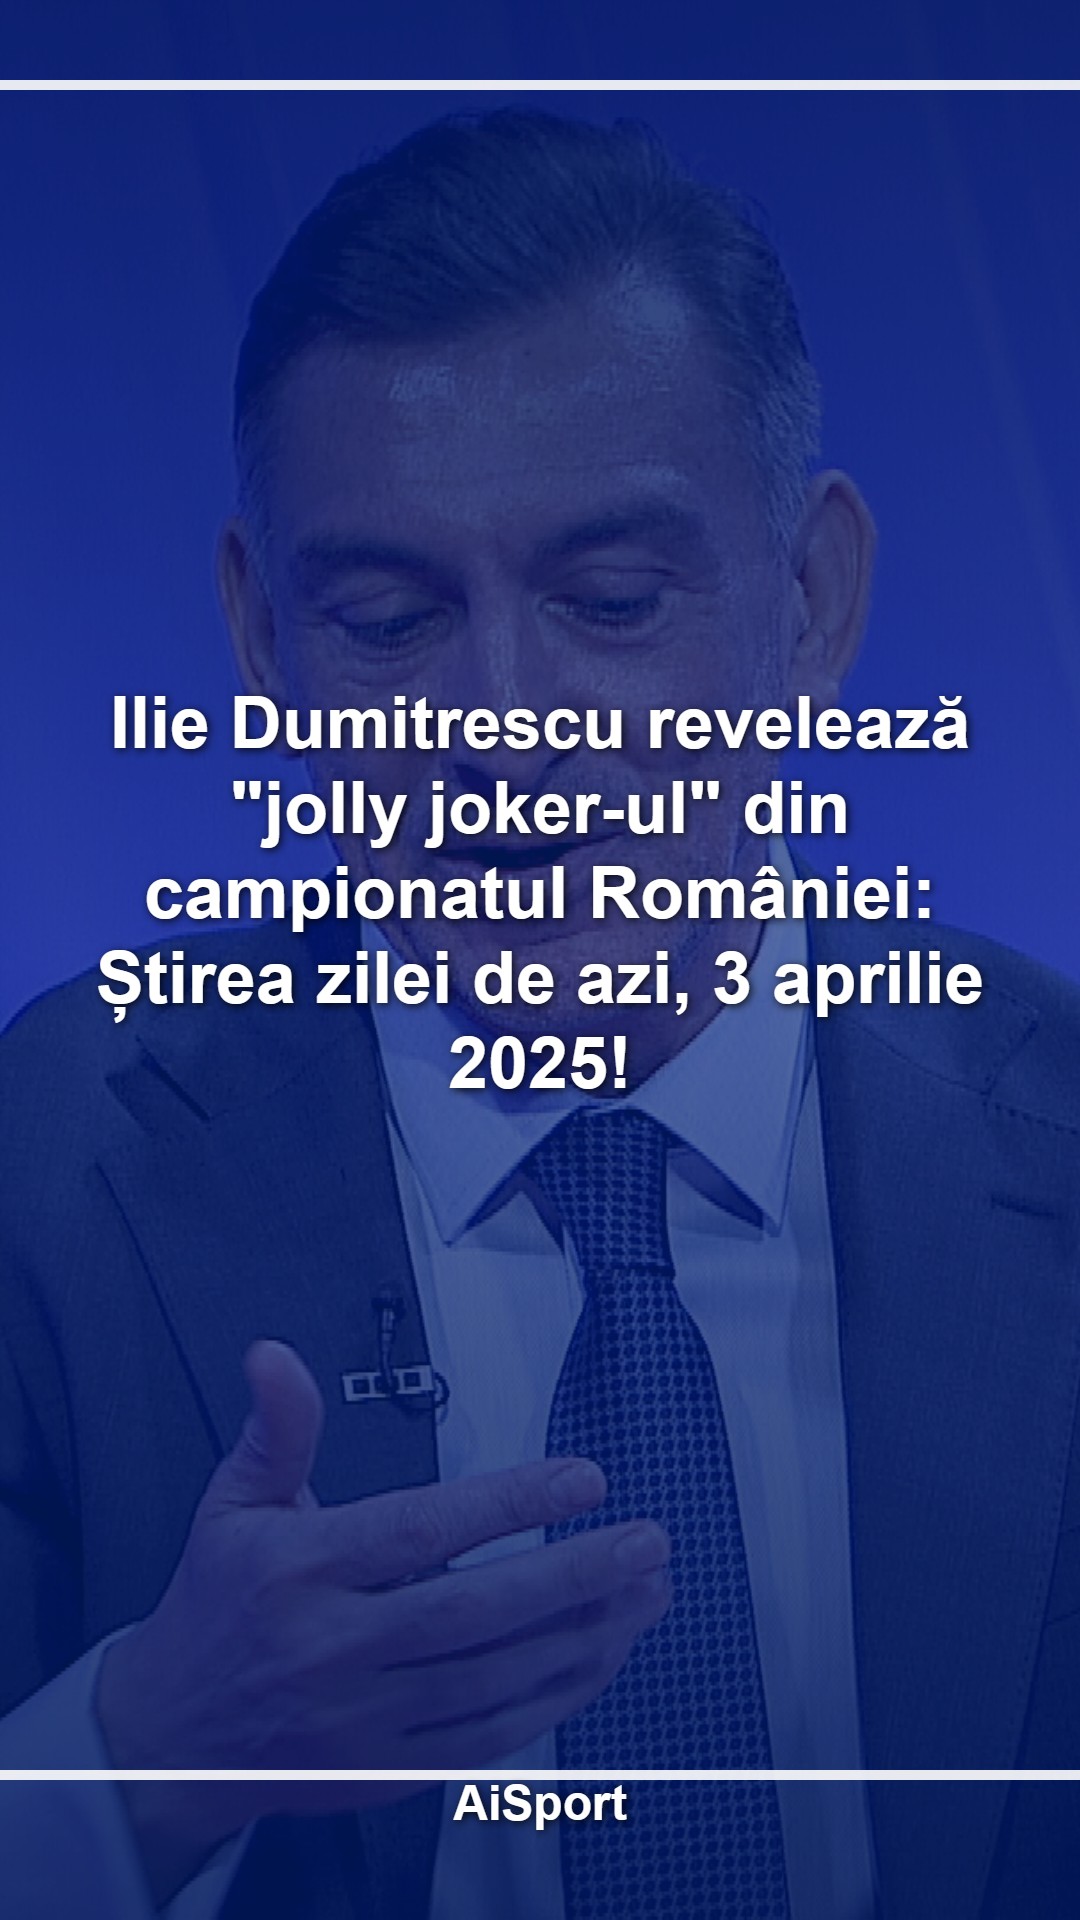 Ilie Dumitrescu revelează
"jolly joker-ul" din
campionatul României:
Știrea zilei de azi, 3 aprilie
2025!
AiSport